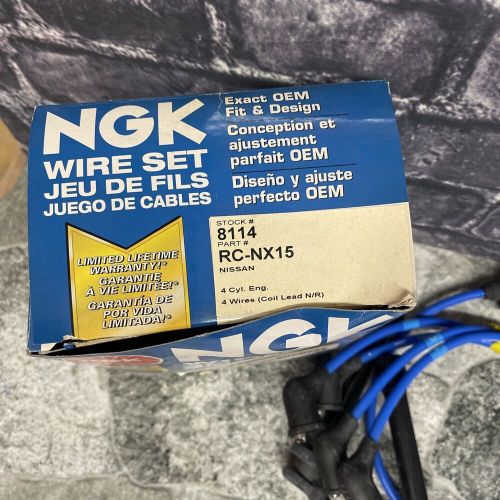 NGK
WIRE SET
JEU DE FILS
JUEGO DE CABLES
Exact OEM
Fit & Design
Conception et
ajustement
parfait OEM
Diseño y ajuste
perfecto OEM
LIMITED LIFETIME
WARRANTY!*
GARANTIE
À VIE LIMITÉE!*
GARANTÍA DE
POR VIDA
LIMITADA!*
STOCK #
8114
PART #
RC-NX15
NISSAN
4 Cyl. Eng.
4 Wires (Coil Lead N/R)
NGK